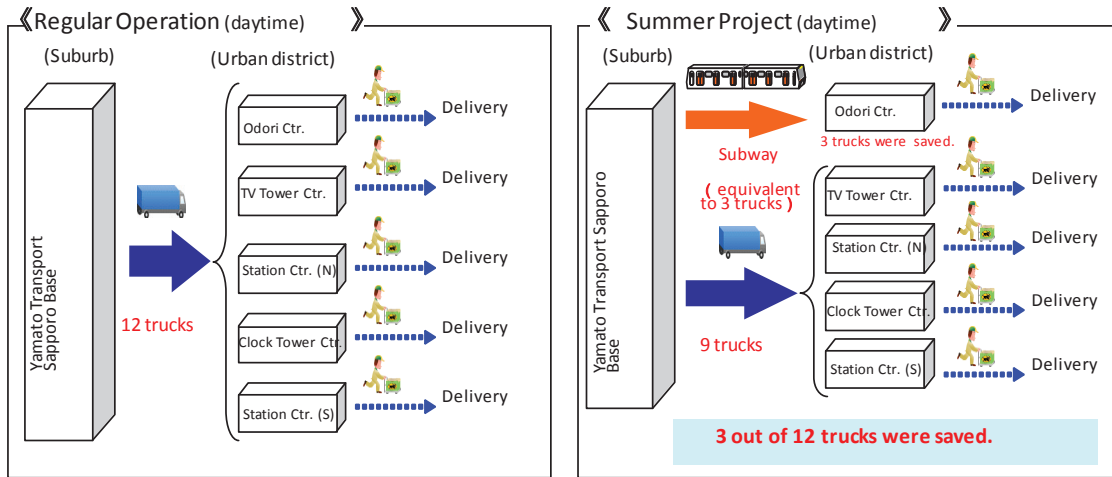 《 Regular Operation (daytime) 》
(Suburb)
(Urban district)
Yamato Transport
Sapporo Base
12 trucks
Odori Ctr.
Delivery
TV Tower Ctr.
Delivery
Station Ctr. (N)
Delivery
Clock Tower Ctr.
Delivery
Station Ctr. (S)
Delivery
《 Summer Project (daytime) 》
(Suburb)
(Urban district)
Yamato Transport Sapporo
Base
Subway
( equivalent
to 3 trucks )
9 trucks
Odori Ctr.
3 trucks were saved.
Delivery
TV Tower Ctr.
Delivery
Station Ctr. (N)
Delivery
Clock Tower Ctr.
Delivery
Station Ctr. (S)
Delivery
3 out of 12 trucks were saved.